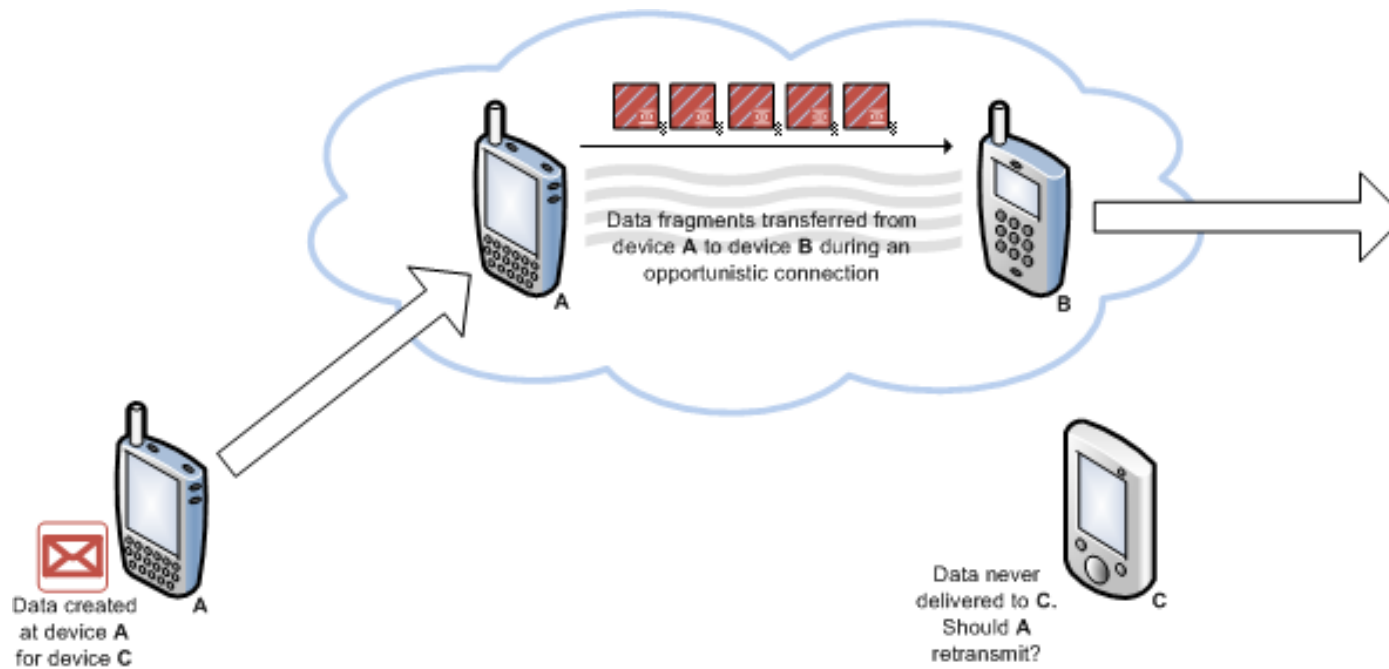 Data fragments transferred from
device A to device B during an
opportunistic connection
A
B
Data created
at device A
for device C
A
Data never
delivered to C.
Should A
retransmit?
C